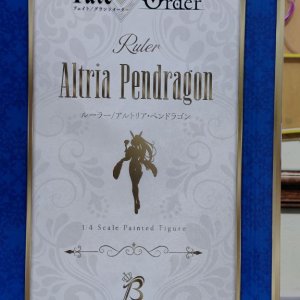 Fate Order
フェイト/グランドオーダー
Ruler
Altria Pendragon
ルーラー/アルトリア・ペンドラゴン
1/4 Scale Painted Figure
B